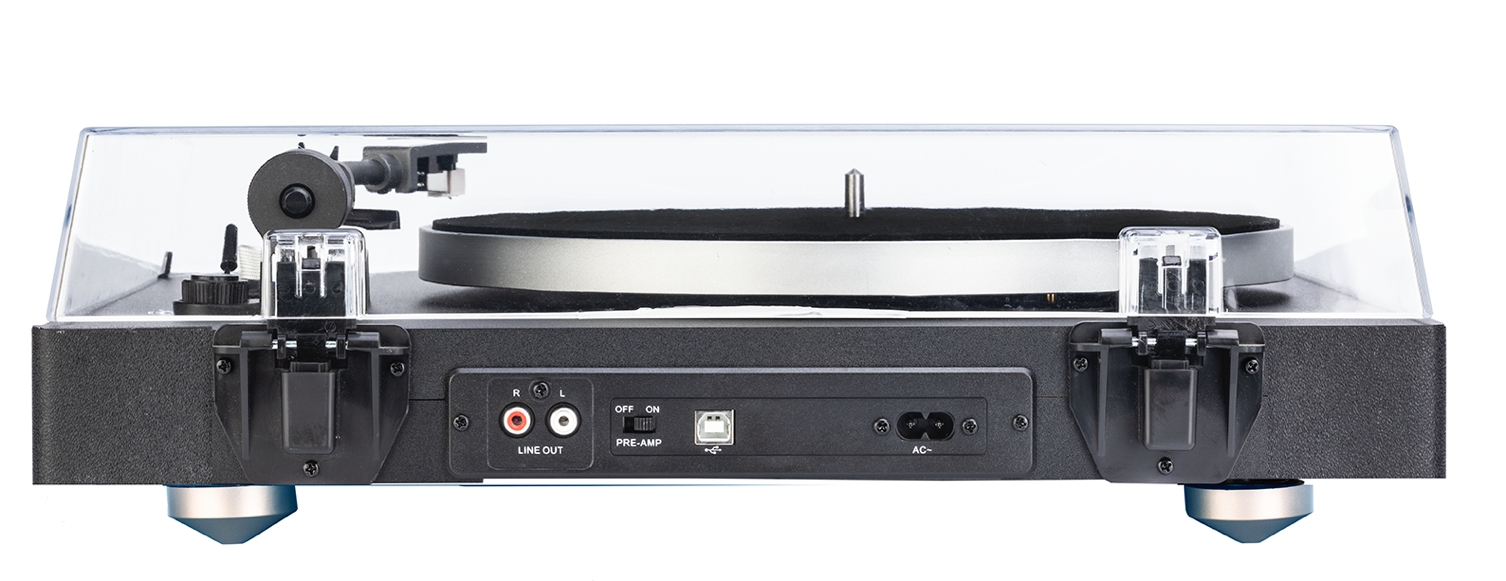 R L
LINE OUT
OFF ON
PRE-AMP
AC~